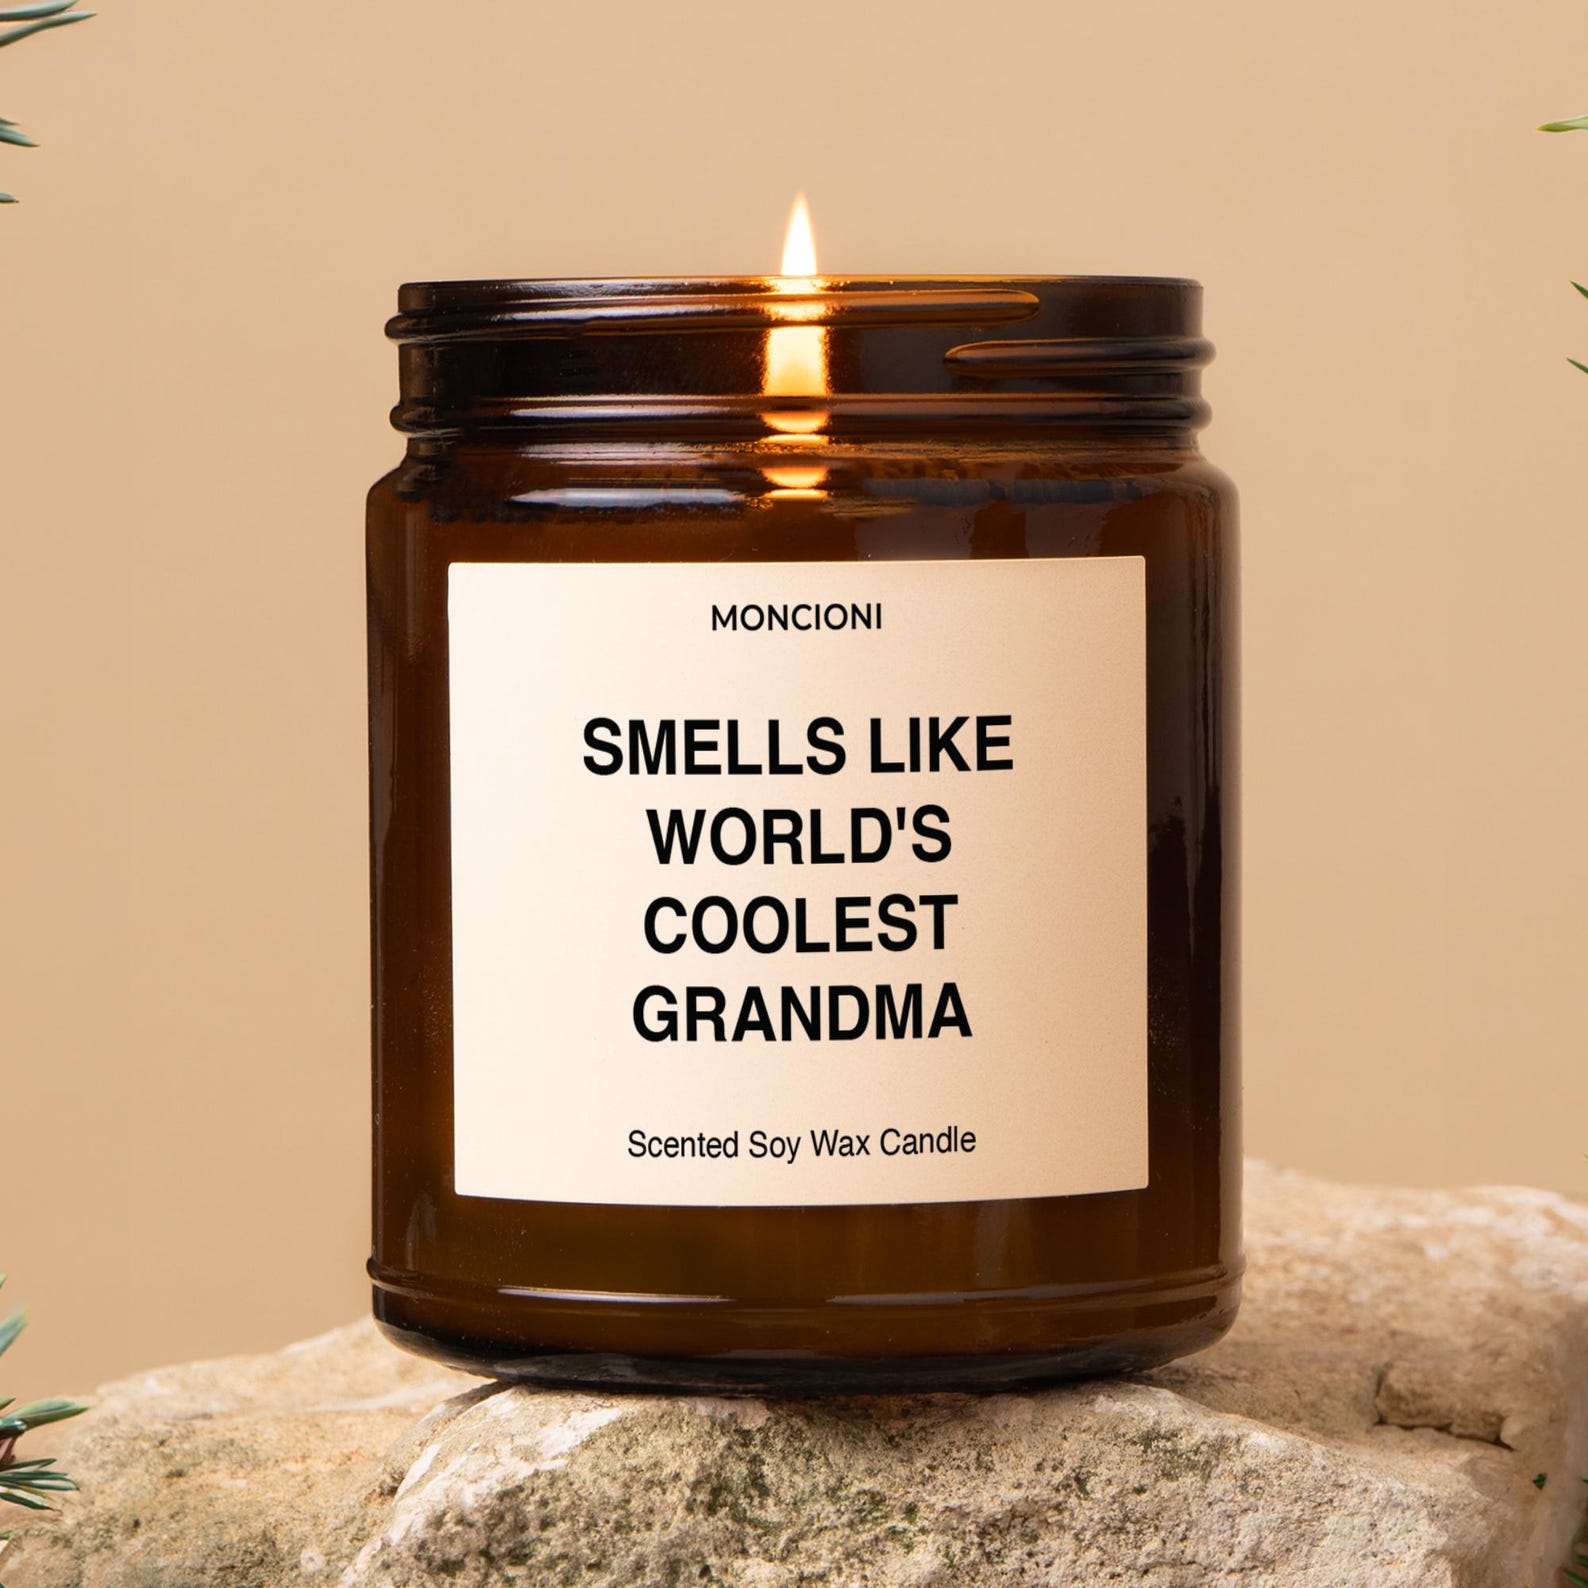 MONCIONI
SMELLS LIKE
WORLD'S
COOLEST
GRANDMA
Scented Soy Wax Candle